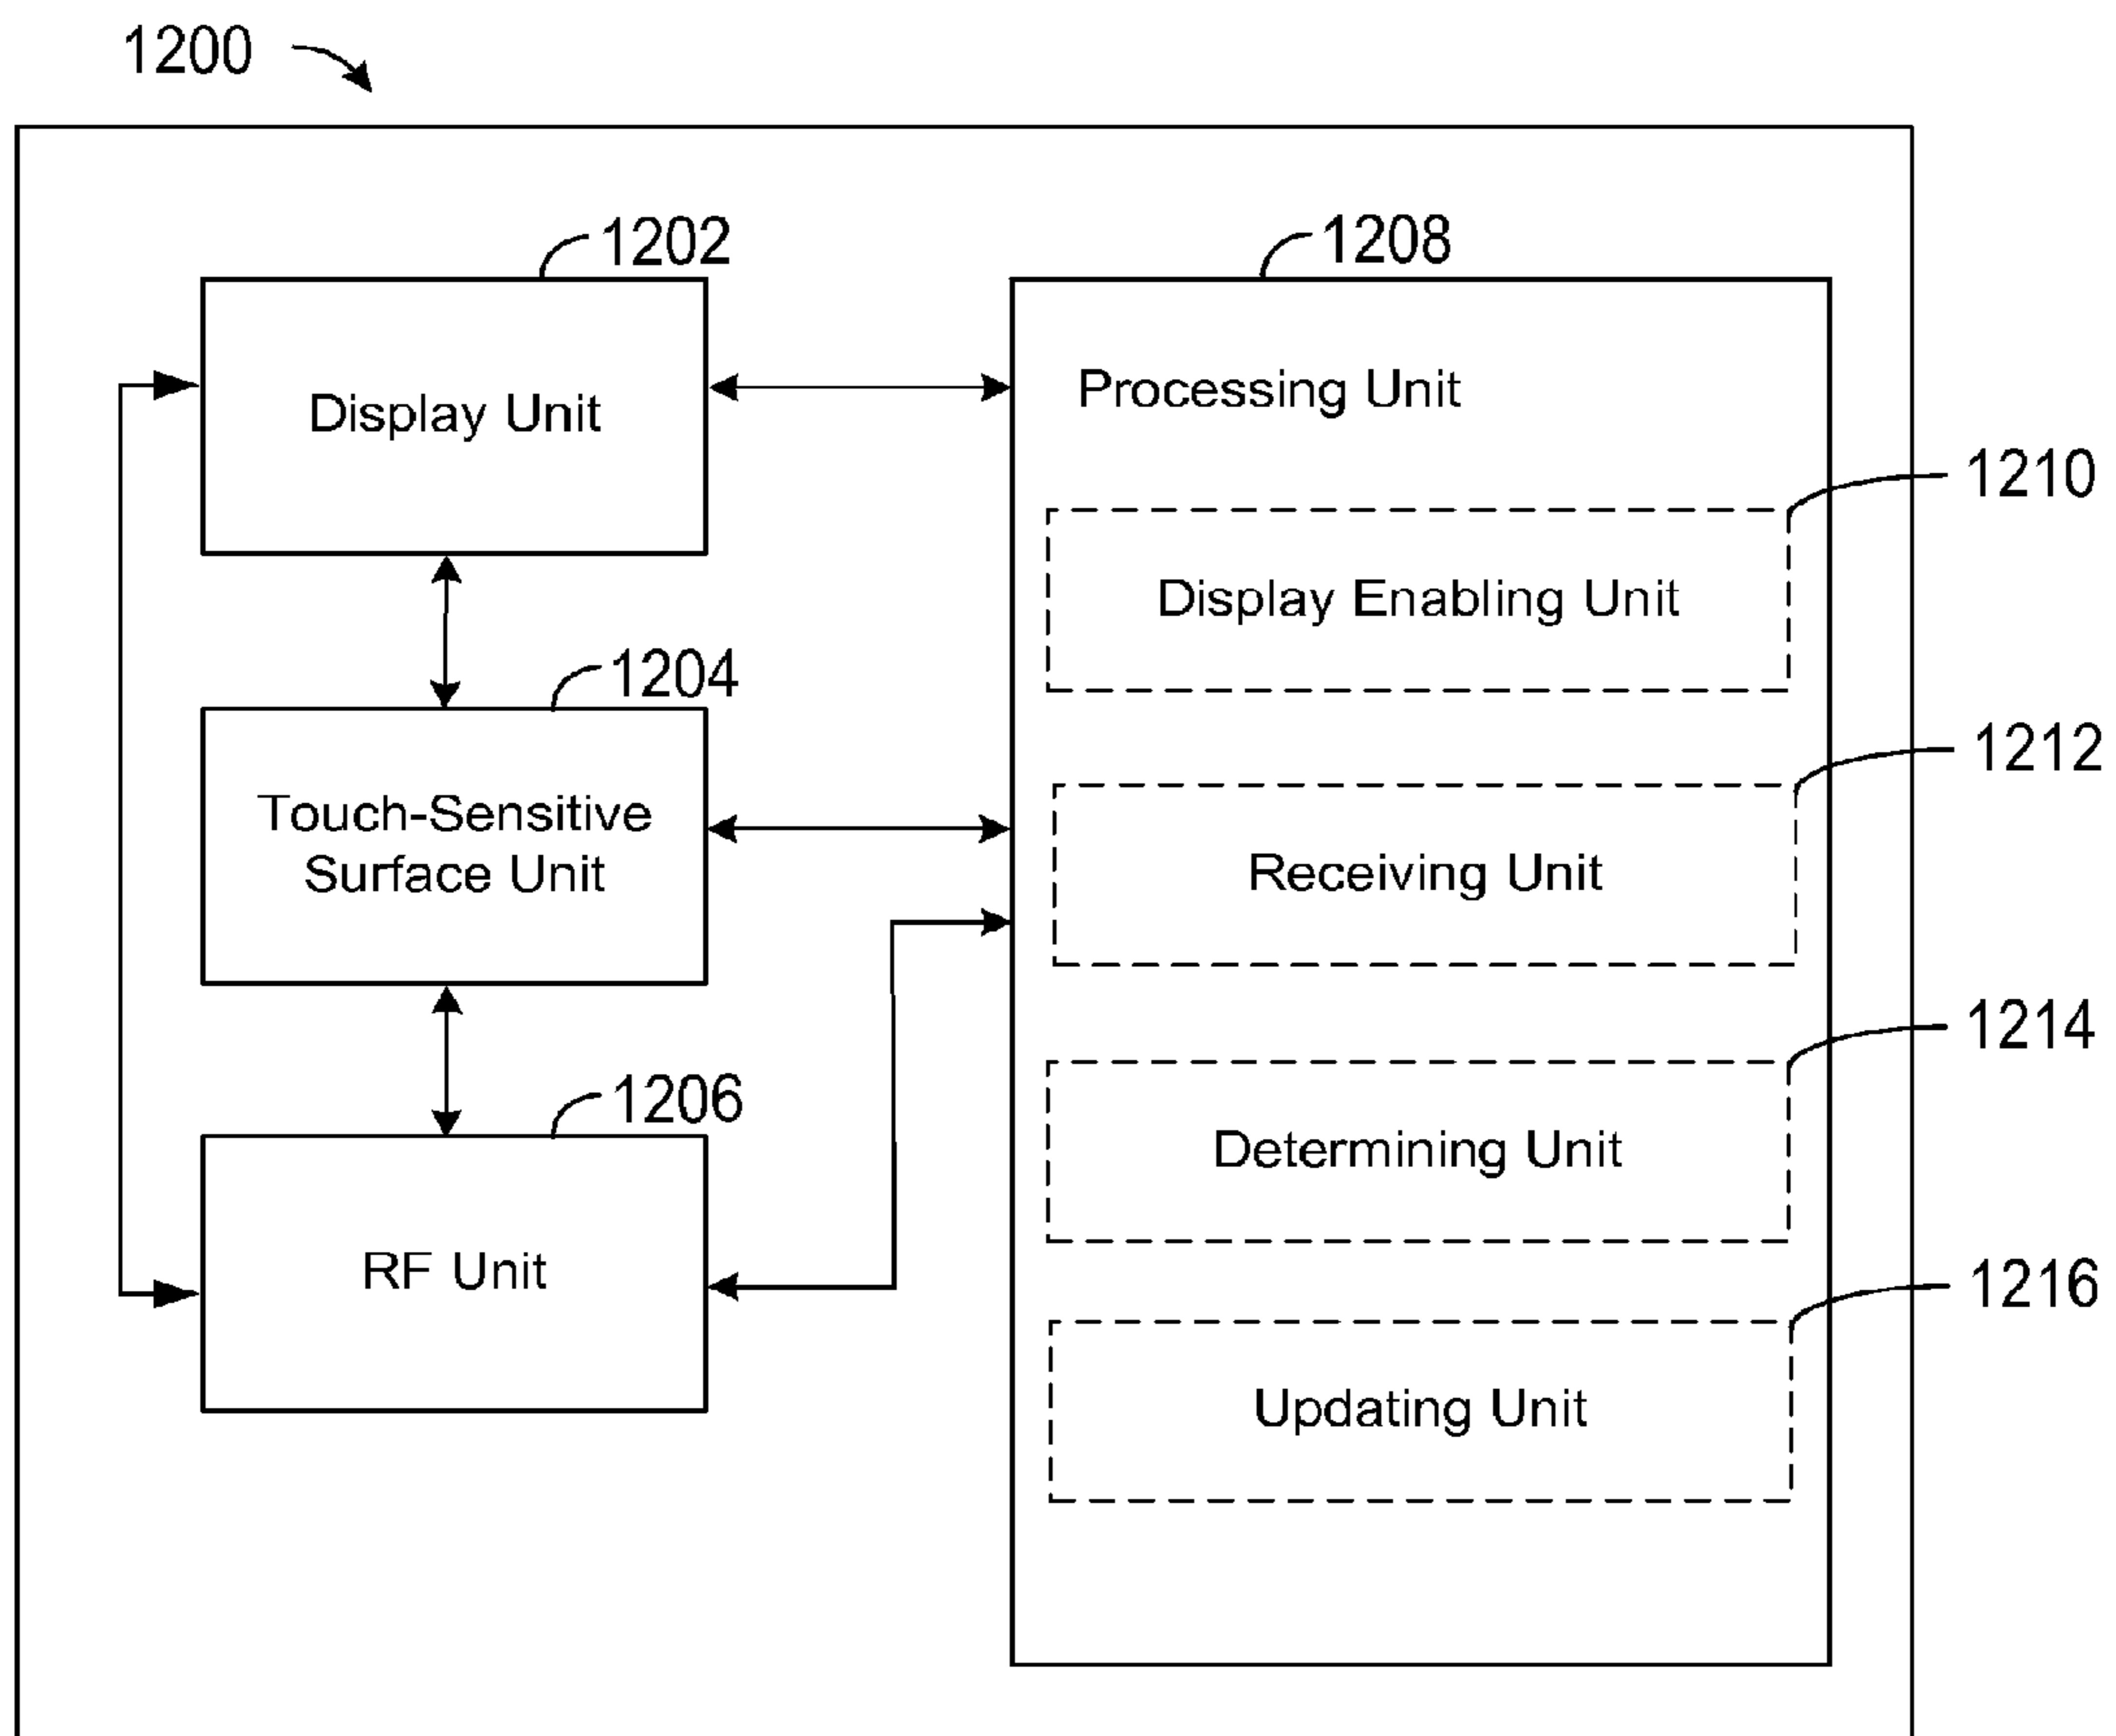 1200
1202
1208
Display Unit
Processing Unit
1210
Display Enabling Unit
1204
1212
Touch-Sensitive
Surface Unit
Receiving Unit
1214
1206
Determining Unit
RF Unit
1216
Updating Unit